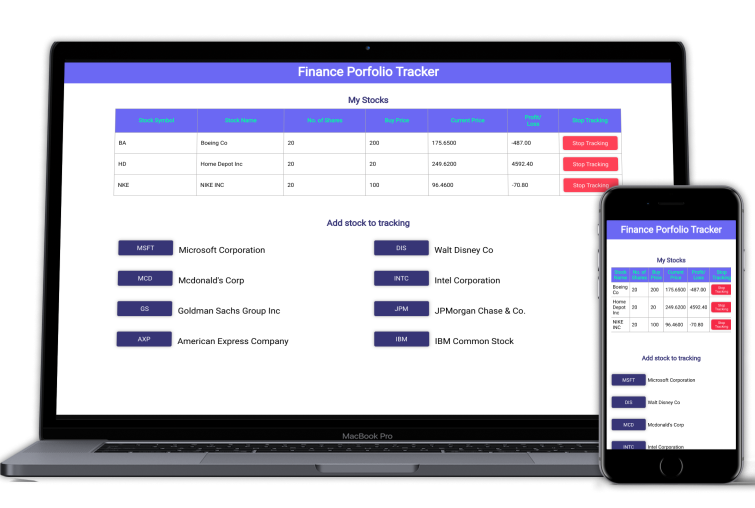 Finance Porfolio Tracker
My Stocks
Stock Symbol Stock Name No. of Shares Buy Price Current Price Profit/ Loss Stop Tracking
BA Boeing Co 20 200 175.6500 -487.00 Stop Tracking
HD Home Depot Inc 20 20 249.6200 4592.40 Stop Tracking
NKE NIKE INC 20 100 96.4600 -70.80 Stop Tracking
Add stock to tracking
MSFT Microsoft Corporation DIS Walt Disney Co
MCD Mcdonald's Corp INTC Intel Corporation
GS Goldman Sachs Group Inc JPM JPMorgan Chase & Co.
AXP American Express Company IBM IBM Common Stock
MacBook Pro
Finance Porfolio Tracker
My Stocks
Stock Name No. of Shares Buy Price Current Price Profit/ Loss Stop Tracking
Boeing Co 20 200 175.6500 -487.00 Stop Tracking
Home Depot Inc 20 20 249.6200 4592.40 Stop Tracking
NIKE INC 20 100 96.4600 -70.80 Stop Tracking
Add stock to tracking
MSFT Microsoft Corporation
DIS Walt Disney Co
MCD Mcdonald's Corp
INTC Intel Corporation